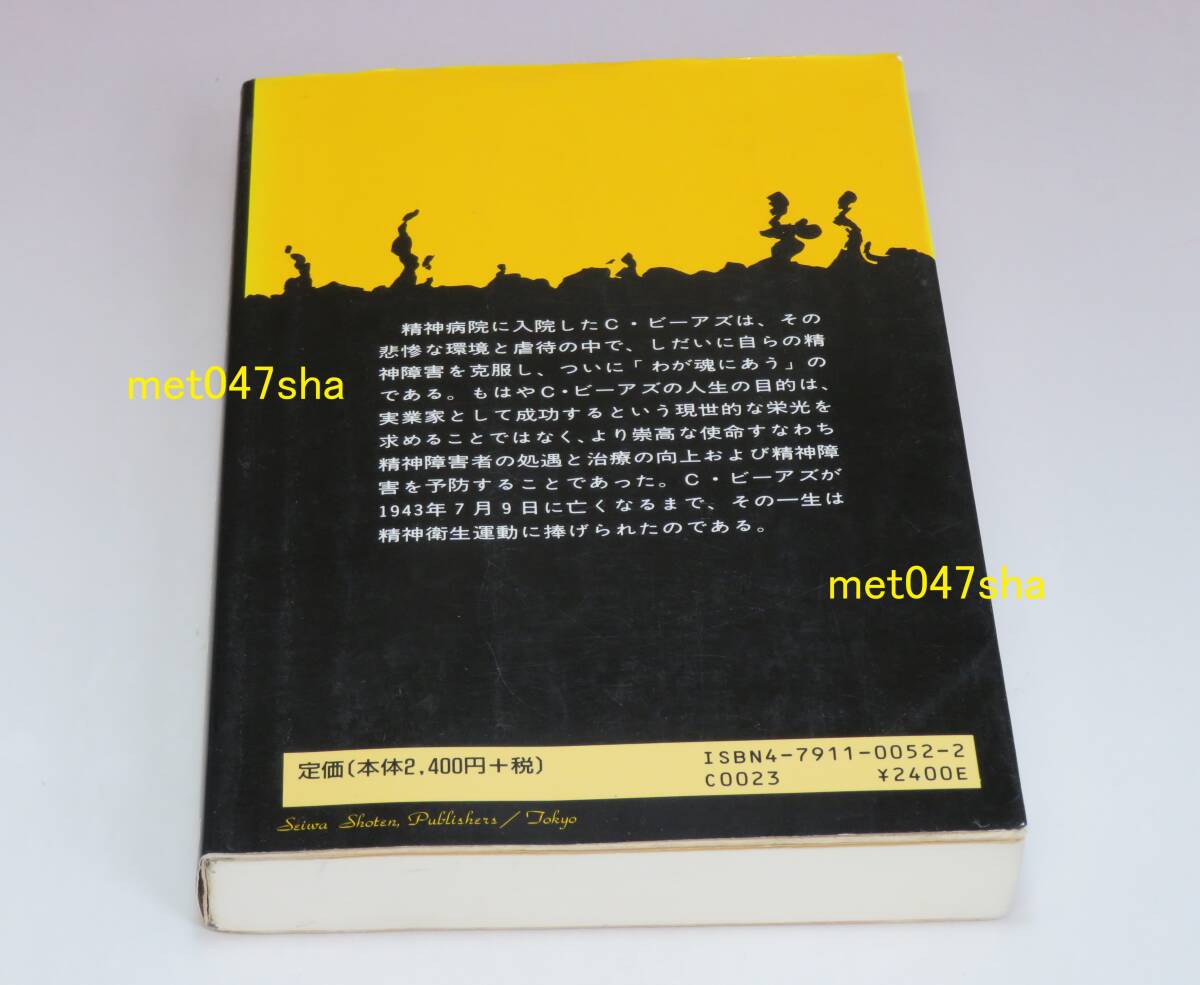 精神病院に入院したC・ビーアズは、その
悲惨な環境と虐待の中で、しだいに自らの精
神障害を克服し、ついに「わが魂にあう」の
である。もはやC・ビーアズの人生の目的は、
実業家として成功するという現世的な栄光を
求めることではなく、より崇高な使命すなわち
精神障害者の処遇と治療の向上および精神障
害を予防することであった。C・ビーアズが
1943年7月9日に亡くなるまで、その一生は
精神衛生運動に捧げられたのである。
met047sha
met047sha
定価(本体2,400円+税)
ISBN4-7911-0052-2
C0023 ¥2400E
Seiwa Shoten, Publishers / Tokyo